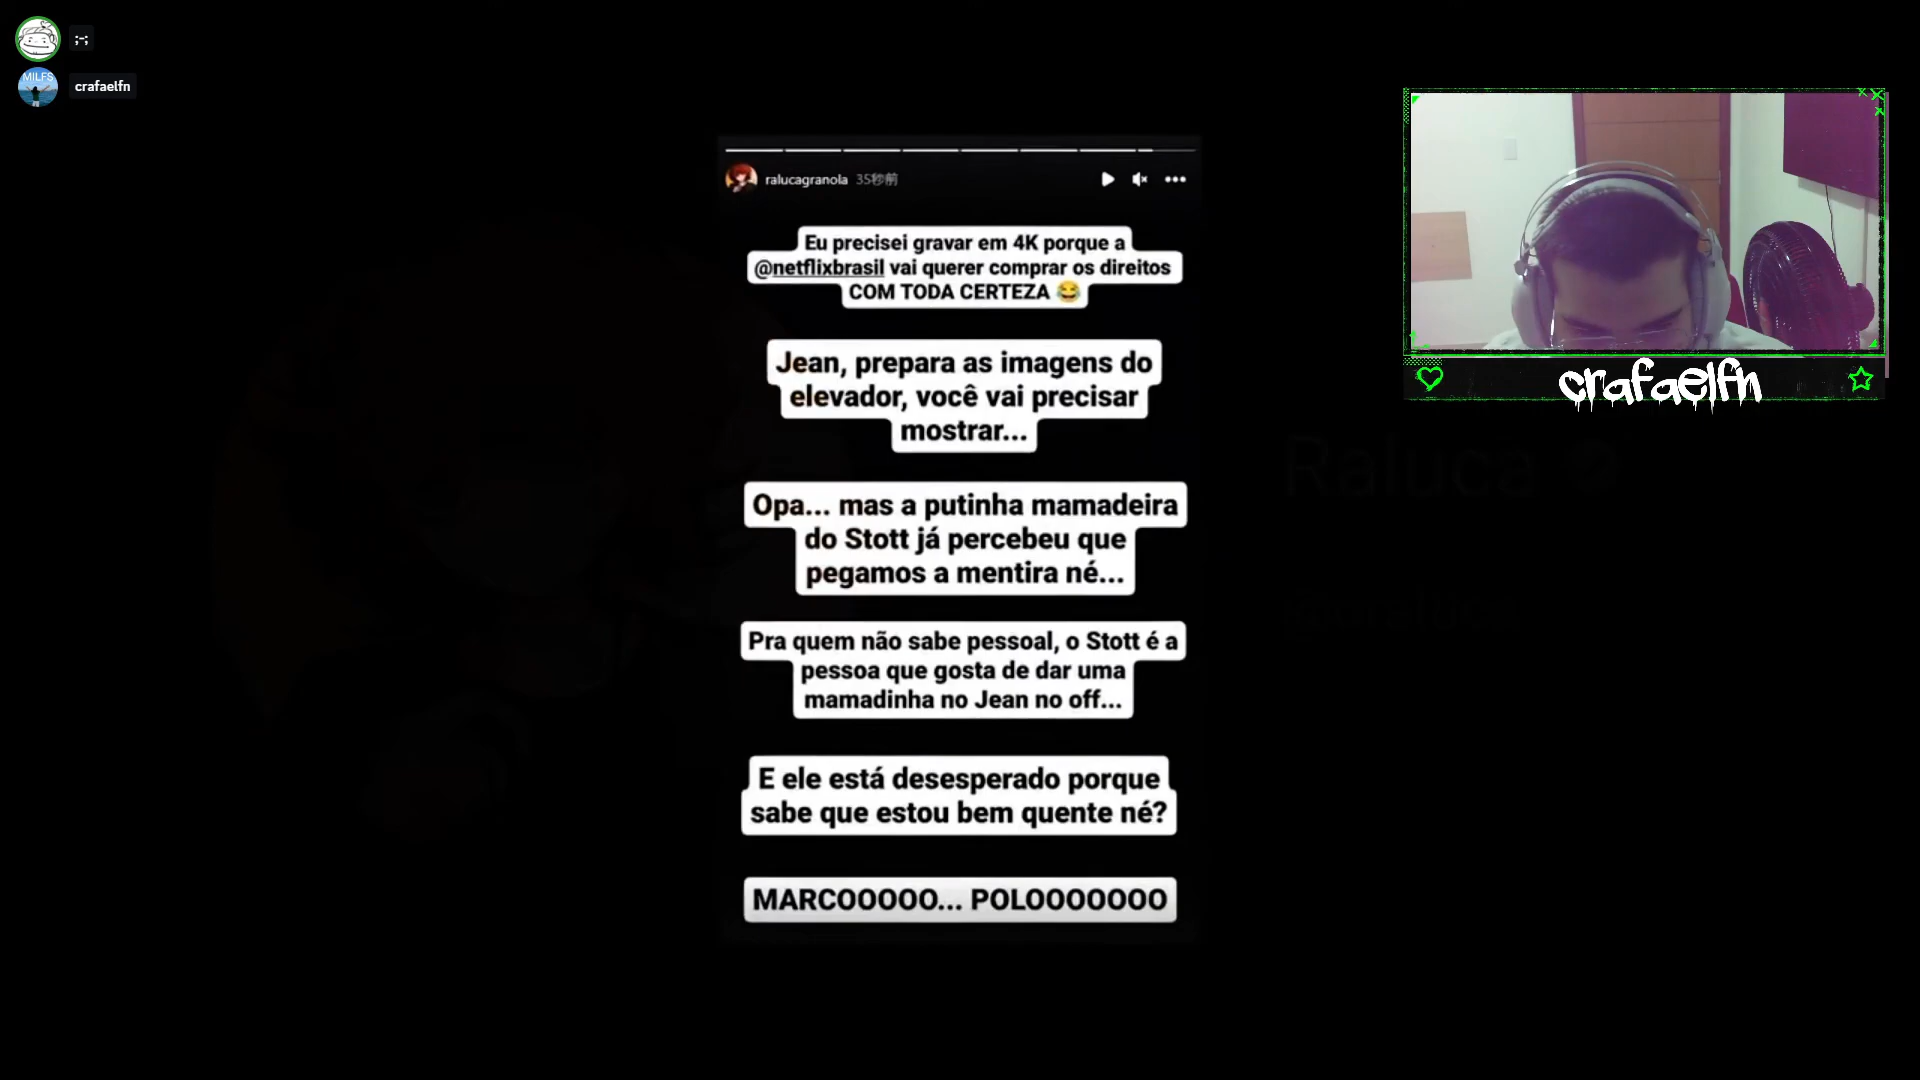 ;-;
MILFS
crafaelfn
ralucagranola 35秒前
Eu precisei gravar em 4K porque a
@netflixbrasil vai querer comprar os direitos
COM TODA CERTEZA 😂
Jean, prepara as imagens do
elevador, você vai precisar
mostrar...
Opa... mas a putinha mamadeira
do Stott já percebeu que
pegamos a mentira né...
Pra quem não sabe pessoal, o Stott é a
pessoa que gosta de dar uma
mamadinha no Jean no off...
E ele está desesperado porque
sabe que estou bem quente né?
MARCOOOOO... POLOOOOOOO
crafaelfn
Raluca